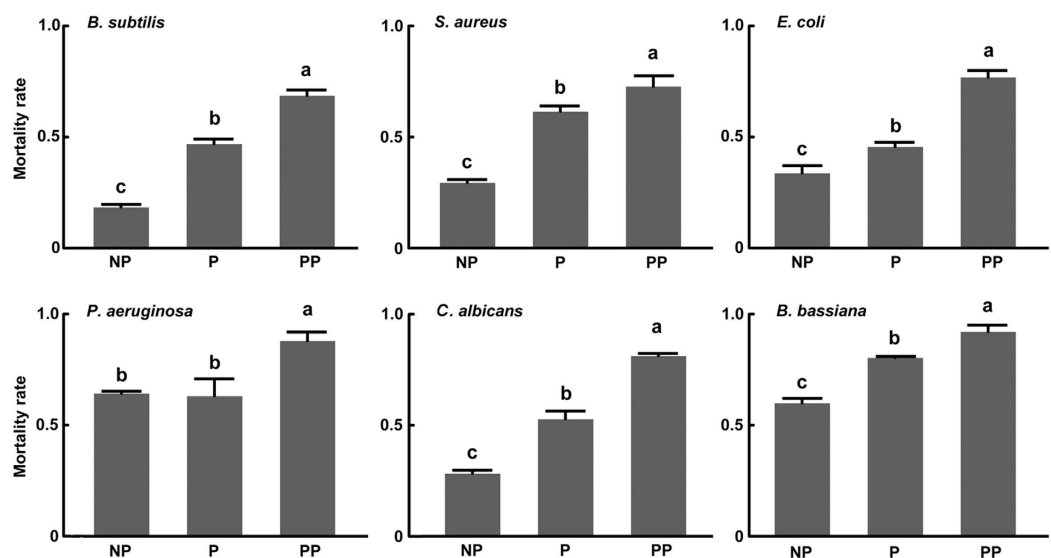 B. subtilis
S. aureus
E. coli
1.0
1.0
1.0
a
a
a
b
b
b
0.5
0.5
0.5
c
c
c
0
0
0
Mortality rate
NP P PP
NP P PP
NP P PP
P. aeruginosa
C. albicans
B. bassiana
1.0
1.0
1.0
a
a
a
b
b
b
b
0.5
0.5
0.5
c
c
0
0
0
Mortality rate
NP P PP
NP P PP
NP P PP